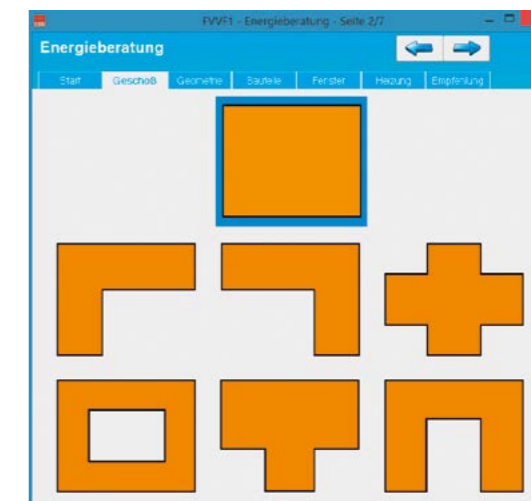 FVVF1 - Energieberatung - Seite 2/7
Energieberatung
Start Geschoß Geometrie Bauteile Fenster Heizung Empfehlung